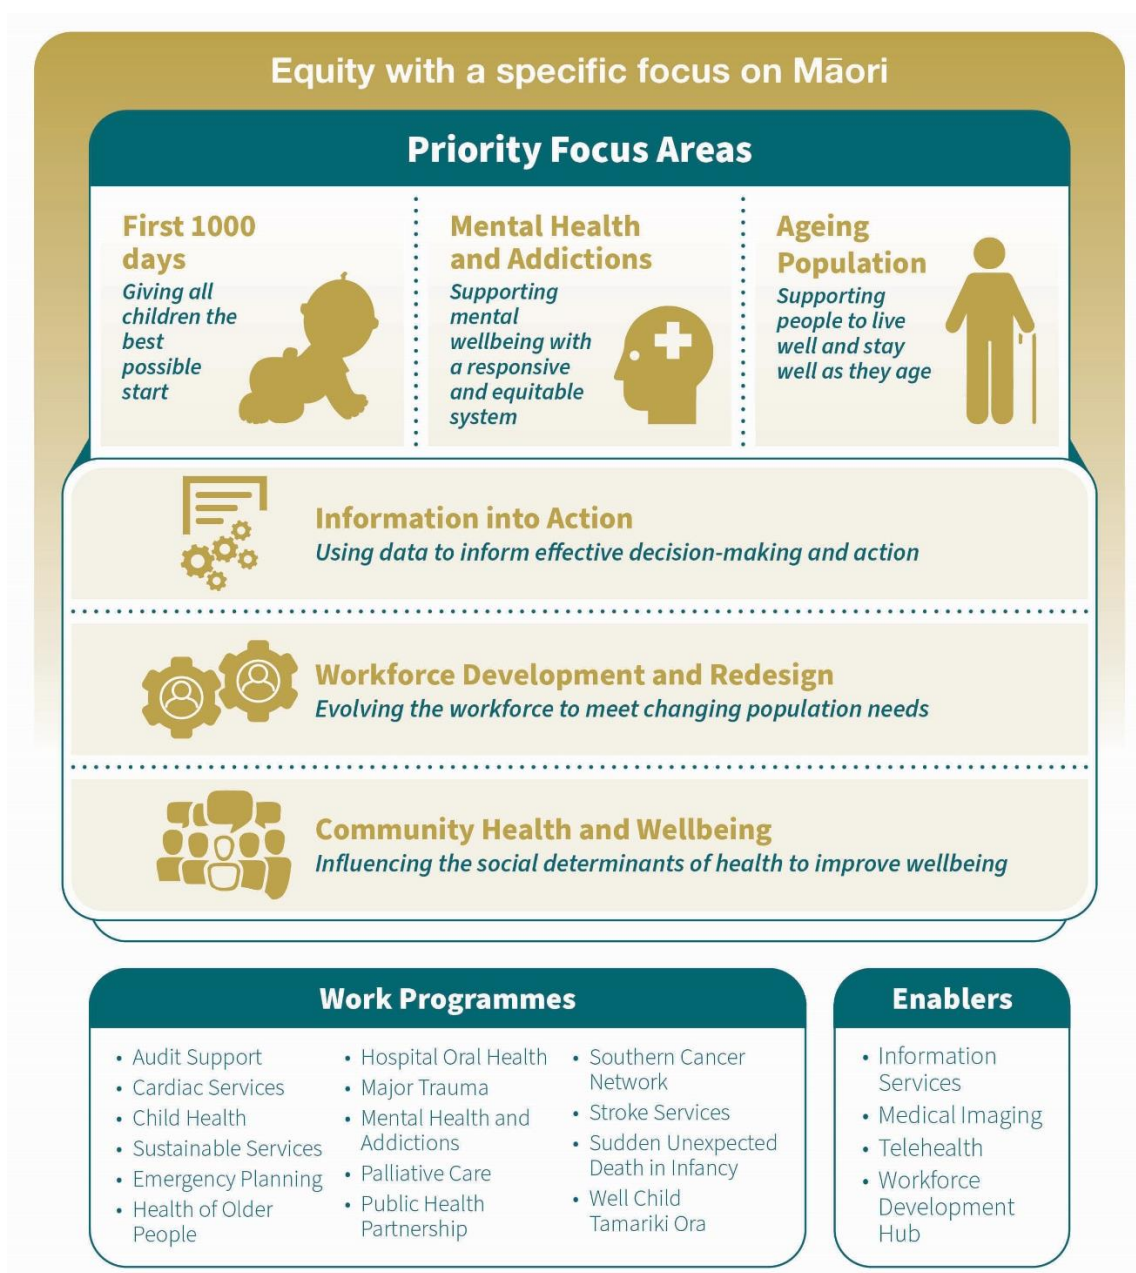 Equity with a specific focus on Māori
Priority Focus Areas
First 1000
days
Giving all
children the
best
possible
start
Mental Health
and Addictions
Supporting
mental
wellbeing with
a responsive
and equitable
system
Ageing
Population
Supporting
people to live
well and stay
well as they age
Information into Action
Using data to inform effective decision-making and action
Workforce Development and Redesign
Evolving the workforce to meet changing population needs
Community Health and Wellbeing
Influencing the social determinants of health to improve wellbeing
Work Programmes
• Audit Support
• Cardiac Services
• Child Health
• Sustainable Services
• Emergency Planning
• Health of Older
People
• Hospital Oral Health
• Major Trauma
• Mental Health and
Addictions
• Palliative Care
• Public Health
Partnership
• Southern Cancer
Network
• Stroke Services
• Sudden Unexpected
Death in Infancy
• Well Child
Tamariki Ora
Enablers
• Information
Services
• Medical Imaging
• Telehealth
• Workforce
Development
Hub